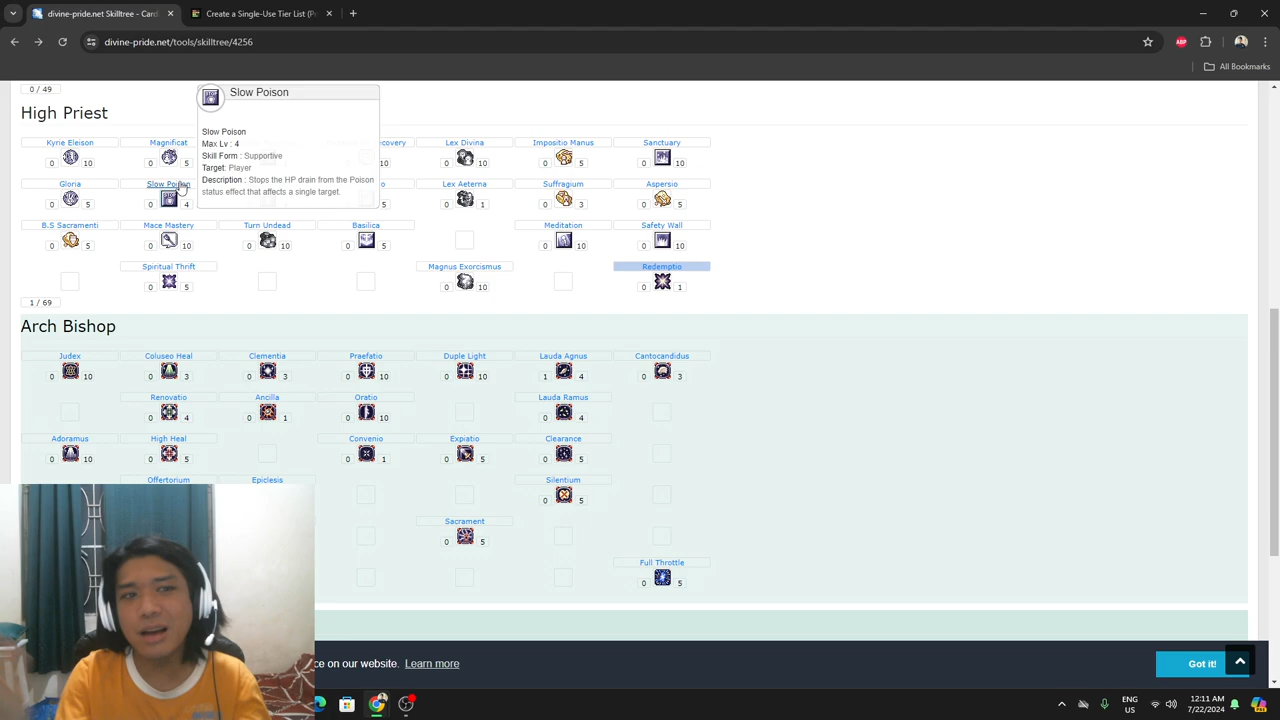 divine-pride.net Skilltree - Card
Create a Single-Use Tier List (P
divine-pride.net/tools/skilltree/4256
All Bookmarks
0 / 49
High Priest
Slow Poison
Slow Poison
Max Lv : 4
Skill Form : Supportive
Target: Player
Description : Stops the HP drain from the Poison
status effect that affects a single target.
Kyrie Eleison Magnificat ecovery Lex Divina Impositio Manus Sanctuary
0 10 0 5 10 0 10 0 5 0 10
Gloria Slow Poison o Lex Aeterna Suffragium Aspersio
0 5 0 4 5 0 1 0 3 0 5
B.S Sacramenti Mace Mastery Turn Undead Basilica Meditation Safety Wall
0 5 0 10 0 10 0 5 0 10 0 10
Spiritual Thrift Magnus Exorcismus Redemptio
0 5 0 10 0 1
1 / 69
Arch Bishop
Judex Coluseo Heal Clementia Praefatio Duple Light Lauda Agnus Cantocandidus
0 10 0 3 0 3 0 10 0 10 1 4 0 3
Renovatio Ancilla Oratio Lauda Ramus
0 4 0 1 0 10 0 4
Adoramus High Heal Convenio Expiatio Clearance
0 10 0 5 0 1 0 5 0 5
Offertorium Epiclesis Silentium
0 5
Sacrament
0 5
Full Throttle
0 5
ce on our website. Learn more
Got it!
ENG
US
12:11 AM
7/22/2024